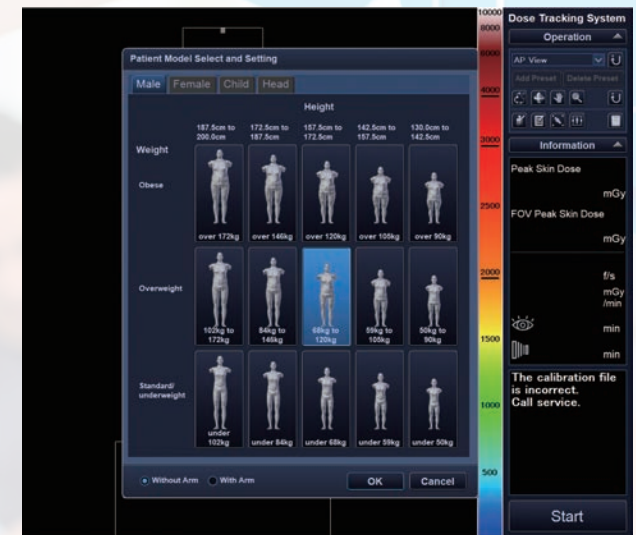 Patient Model Select and Setting
Male Female Child Head
Height
187.5cm to 172.5cm to 157.5cm to 142.5cm to 130.0cm to
200.0cm 187.5cm 172.5cm 157.5cm 142.5cm
Weight
Obese
over 172kg over 146kg over 120kg over 105kg over 90kg
Overweight
102kg to 84kg to 68kg to 59kg to 50kg to
172kg 146kg 120kg 105kg 90kg
Standard/
underweight
under
102kg under 84kg under 68kg under 59kg under 50kg
Without Arm With Arm OK Cancel
10000
8000
6000
4000
3000
2500
2000
1500
1000
500
Dose Tracking System
Operation
AP View
Add Preset Delete Preset
Information
Peak Skin Dose
mGy
FOV Peak Skin Dose
mGy
f/s
mGy
/min
min
min
The calibration file
is incorrect.
Call service.
Start